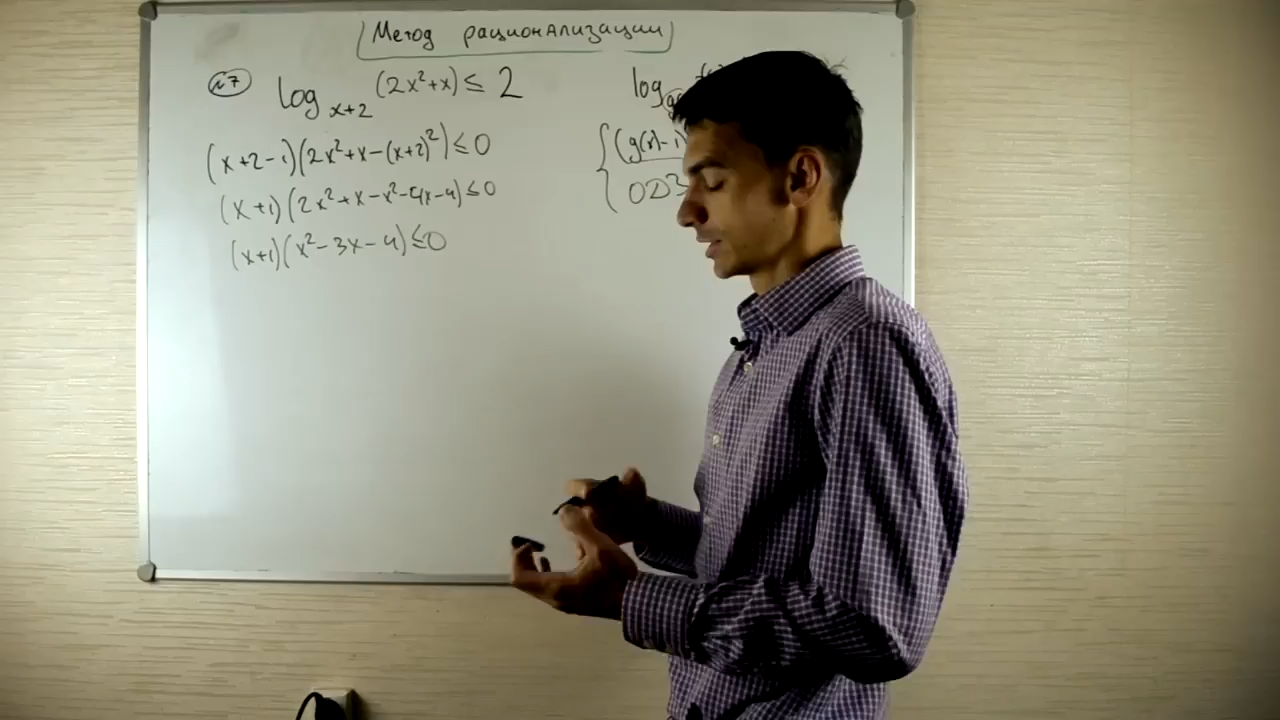 Метод рационализации
№7 log_{x+2} (2x²+x) ≤ 2
(x+2-1)(2x²+x-(x+2)²) ≤ 0
(x+1)(2x²+x-x²-4x-4) ≤ 0
(x+1)(x²-3x-4) ≤ 0
log
{(g(x)-1)
ОДЗ